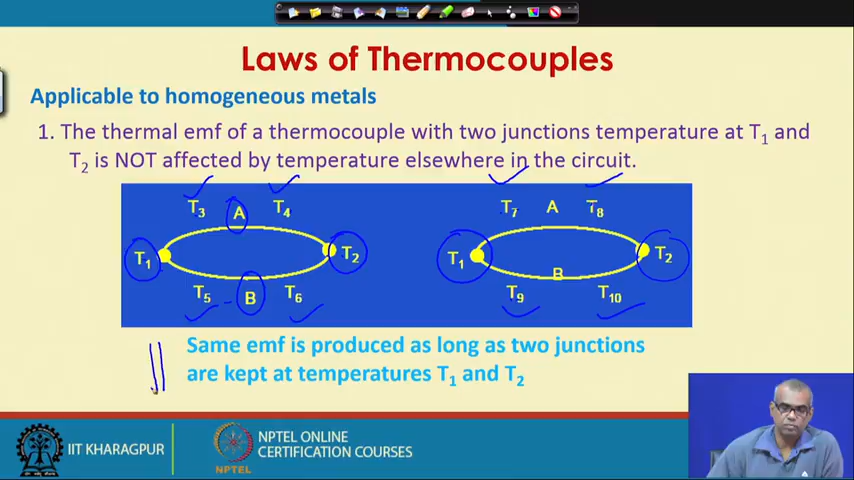 Laws of Thermocouples
Applicable to homogeneous metals
1. The thermal emf of a thermocouple with two junctions temperature at T1 and
T2 is NOT affected by temperature elsewhere in the circuit.
T3 A T4
T1 T2
T5 B T6
T7 A T8
T1 T2
B
T9 T10
Same emf is produced as long as two junctions
are kept at temperatures T1 and T2
IIT KHARAGPUR
NPTEL
NPTEL ONLINE
CERTIFICATION COURSES